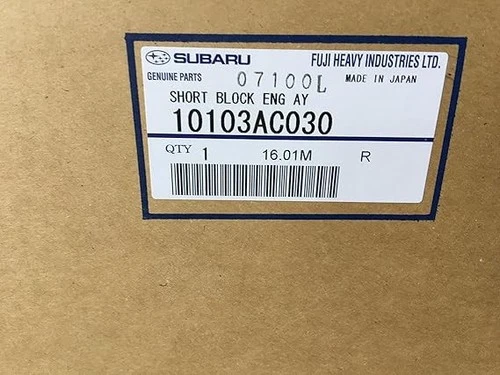 SUBARU FUJI HEAVY INDUSTRIES LTD.
GENUINE PARTS 07100L MADE IN JAPAN
SHORT BLOCK ENG AY
10103AC030
QTY 1 16.01M R